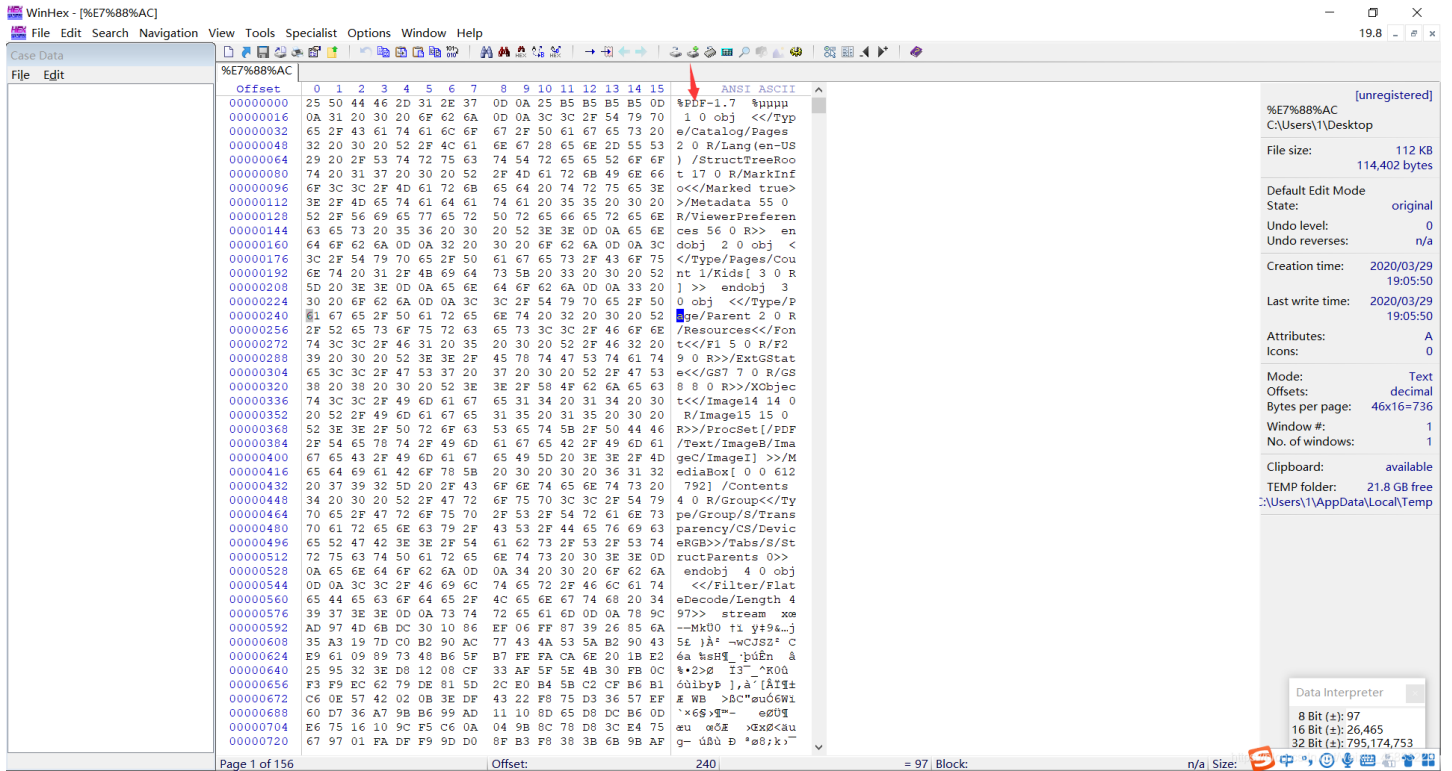 WinHex - [%E7%88%AC]
File Edit Search Navigation View Tools Specialist Options Window Help
19.8
Case Data
File Edit
%E7%88%AC
Offset 0 1 2 3 4 5 6 7 8 9 10 11 12 13 14 15 ANSI ASCII
00000000 25 50 44 46 2D 31 2E 37 0D 0A 25 B5 B5 B5 B5 0D %PDF-1.7 %µµµµ
00000016 0A 31 20 30 20 6F 62 6A 0D 0A 3C 3C 2F 54 79 70 1 0 obj <</Typ
00000032 65 2F 43 61 74 61 6C 6F 67 2F 50 61 67 65 73 20 e/Catalog/Pages
00000048 32 20 30 20 52 2F 4C 61 6E 67 28 65 6E 2D 55 53 2 0 R/Lang(en-US
00000064 29 20 2F 53 74 72 75 63 74 54 72 65 65 52 6F 6F ) /StructTreeRoo
00000080 74 20 31 37 20 30 20 52 2F 4D 61 72 6B 49 6E 66 t 17 0 R/MarkInf
00000096 6F 3C 3C 2F 4D 61 72 6B 65 64 20 74 72 75 65 3E o<</Marked true>
00000112 3E 2F 4D 65 74 61 64 61 74 61 20 35 35 20 30 20 >/Metadata 55 0
00000128 52 2F 56 69 65 77 65 72 50 72 65 66 65 72 65 6E R/ViewerPreferen
00000144 63 65 73 20 35 36 20 30 20 52 3E 3E 0D 0A 65 6E ces 56 0 R>> en
00000160 64 6F 62 6A 0D 0A 32 20 30 20 6F 62 6A 0D 0A 3C dobj 2 0 obj <
00000176 3C 2F 54 79 70 65 2F 50 61 67 65 73 2F 43 6F 75 </Type/Pages/Cou
00000192 6E 74 20 31 2F 4B 69 64 73 5B 20 33 20 30 20 52 nt 1/Kids[ 3 0 R
00000208 5D 20 3E 3E 0D 0A 65 6E 64 6F 62 6A 0D 0A 33 20 ] >> endobj 3
00000224 30 20 6F 62 6A 0D 0A 3C 3C 2F 54 79 70 65 2F 50 0 obj <</Type/P
00000240 61 67 65 2F 50 61 72 65 6E 74 20 32 20 30 20 52 age/Parent 2 0 R
00000256 2F 52 65 73 6F 75 72 63 65 73 3C 3C 2F 46 6F 6E /Resources<</Fon
00000272 74 3C 3C 2F 46 31 20 35 20 30 20 52 2F 46 32 20 t<</F1 5 0 R/F2
00000288 39 20 30 20 52 3E 3E 2F 45 78 74 47 53 74 61 74 9 0 R>>/ExtGStat
00000304 65 3C 3C 2F 47 53 37 20 37 20 30 20 52 2F 47 53 e<</GS7 7 0 R/GS
00000320 38 20 38 20 30 20 52 3E 3E 2F 58 4F 62 6A 65 63 8 8 0 R>>/XObjec
00000336 74 3C 3C 2F 49 6D 61 67 65 31 34 20 31 34 20 30 t<</Image14 14 0
00000352 20 52 2F 49 6D 61 67 65 31 35 20 31 35 20 30 20 R/Image15 15 0
00000368 52 3E 3E 2F 50 72 6F 63 53 65 74 5B 2F 50 44 46 R>>/ProcSet[/PDF
00000384 2F 54 65 78 74 2F 49 6D 61 67 65 42 2F 49 6D 61 /Text/ImageB/Ima
00000400 67 65 43 2F 49 6D 61 67 65 49 5D 20 3E 3E 2F 4D geC/ImageI] >>/M
00000416 65 64 69 61 42 6F 78 5B 20 30 20 30 20 36 31 32 ediaBox[ 0 0 612
00000432 20 37 39 32 5D 20 2F 43 6F 6E 74 65 6E 74 73 20 792] /Contents
00000448 34 20 30 20 52 2F 47 72 6F 75 70 3C 3C 2F 54 79 4 0 R/Group<</Ty
00000464 70 65 2F 47 72 6F 75 70 2F 53 2F 54 72 61 6E 73 pe/Group/S/Trans
00000480 70 61 72 65 6E 63 79 2F 43 53 2F 44 65 76 69 63 parency/CS/Devic
00000496 65 52 47 42 3E 3E 2F 54 61 62 73 2F 53 2F 53 74 eRGB>>/Tabs/S/St
00000512 72 75 63 74 50 61 72 65 6E 74 73 20 30 3E 3E 0D ructParents 0>>
00000528 0A 65 6E 64 6F 62 6A 0D 0A 34 20 30 20 6F 62 6A endobj 4 0 obj
00000544 0D 0A 3C 3C 2F 46 69 6C 74 65 72 2F 46 6C 61 74 <</Filter/Flat
00000560 65 44 65 63 6F 64 65 2F 4C 65 6E 67 74 68 20 34 eDecode/Length 4
00000576 39 37 3E 3E 0D 0A 73 74 72 65 61 6D 0D 0A 78 9C 97>> stream xœ
00000592 AD 97 4D 6B DC 30 10 86 EF 06 FF 87 39 26 85 6A
00000608 35 A3 19 7D C0 B2 90 AC 77 43 4A 53 5A B2 90 43
00000624 E9 61 09 89 73 48 B6 5F B7 FE FA CA 6E 20 1B E2
00000640 25 95 32 3E D8 12 08 CF 33 AF 5F 5E 4B 30 FB 0C
00000656 F3 F9 EC 62 79 DE 81 5D 2C E0 B4 5B C2 CF B6 B1
00000672 C6 0E 57 42 02 0B 3E DF 43 22 F8 75 D3 36 57 EF
00000688 60 D7 36 A7 9B B6 99 AD 11 10 8D 65 D8 DC B6 0D
00000704 E6 75 16 10 9C F5 C6 0A 04 9B 8C 78 D8 3C E4 75
00000720 67 97 01 FA DF F9 9D D0 8F B3 F8 38 3B 6B 9B AF
Page 1 of 156 Offset: 240 = 97 Block: n/a Size:
[unregistered]
%E7%88%AC
C:\Users\1\Desktop
File size: 112 KB
114,402 bytes
Default Edit Mode
State: original
Undo level: 0
Undo reverses: n/a
Creation time: 2020/03/29
19:05:50
Last write time: 2020/03/29
19:05:50
Attributes: A
Icons: 0
Mode: Text
Offsets: decimal
Bytes per page: 46x16=736
Window #: 1
No. of windows: 1
Clipboard: available
TEMP folder: 21.8 GB free
C:\Users\1\AppData\Local\Temp
Data Interpreter
8 Bit (±): 97
16 Bit (±): 26,465
32 Bit (±): 795,174,753
中